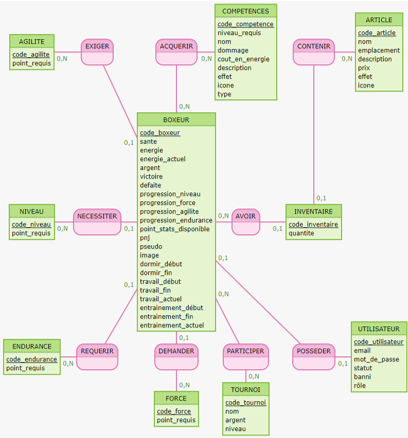 COMPETENCES
code_competence
niveau_requis
nom
dommage
cout_en_energie
description
effet
icone
type
ARTICLE
code_article
nom
emplacement
description
prix
effet
icone
AGILITE
code_agilite
point_requis
0,N
EXIGER
ACQUERIR
0,N
CONTENIR
0,N
0,N
0,1
BOXEUR
code_boxeur
sante
energie
energie_actuel
argent
victoire
defaite
progression_niveau
progression_force
progression_agilite
progression_endurance
point_stats_disponible
pnj
pseudo
image
dormir_début
dormir_fin
travail_début
travail_fin
travail_actuel
entrainement_début
entrainement_fin
entrainement_actuel
0,1
NIVEAU
code_niveau
point_requis
0,N
NECESSITER
0,1
0,N
AVOIR
0,1
INVENTAIRE
code_inventaire
quantite
0,1
0,1
0,N
0,1
ENDURANCE
code_endurance
point_requis
0,N
REQUERIR
DEMANDER
PARTICIPER
POSSEDER
0,1
UTILISATEUR
code_utilisateur
email
mot_de_passe
statut
banni
rôle
0,N
FORCE
code_force
point_requis
0,N
TOURNOI
code_tournoi
nom
argent
niveau